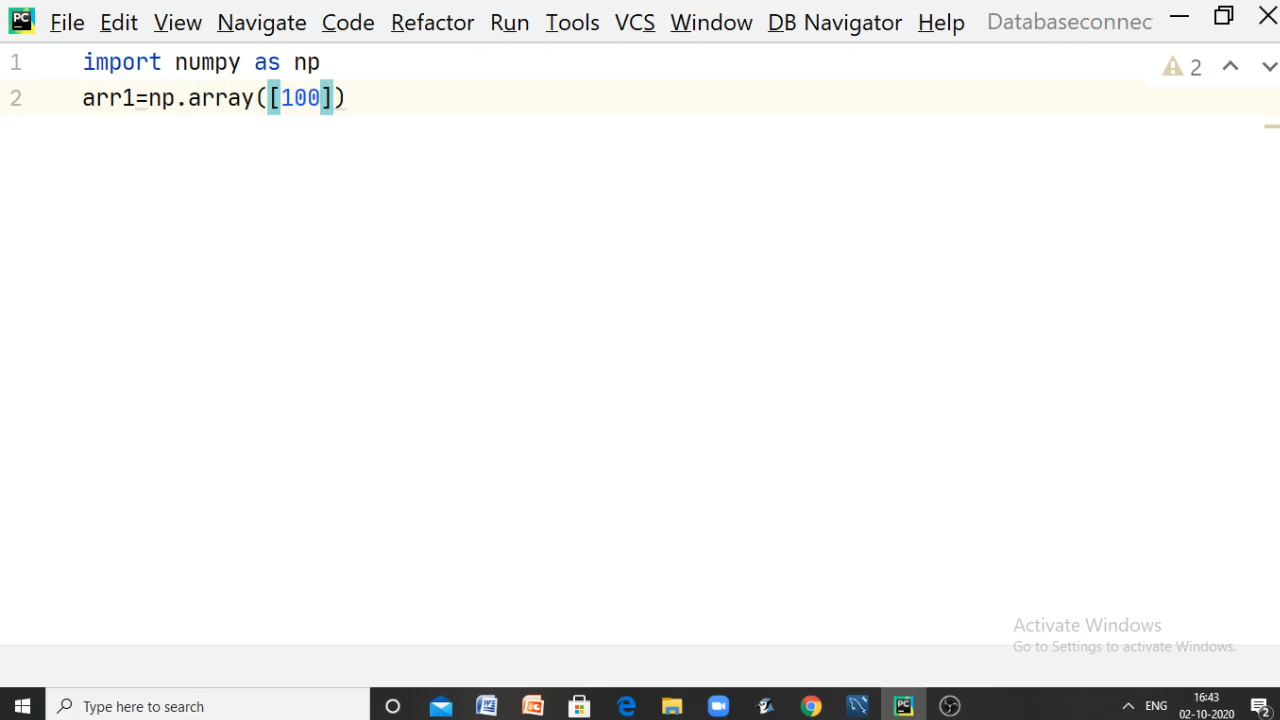 PC File Edit View Navigate Code Refactor Run Tools VCS Window DB Navigator Help Databaseconnec
1 import numpy as np
2 arr1=np.array([100])
2
Activate Windows
Go to Settings to activate Windows.
Type here to search
PC
ENG
16:43
02-10-2020
2